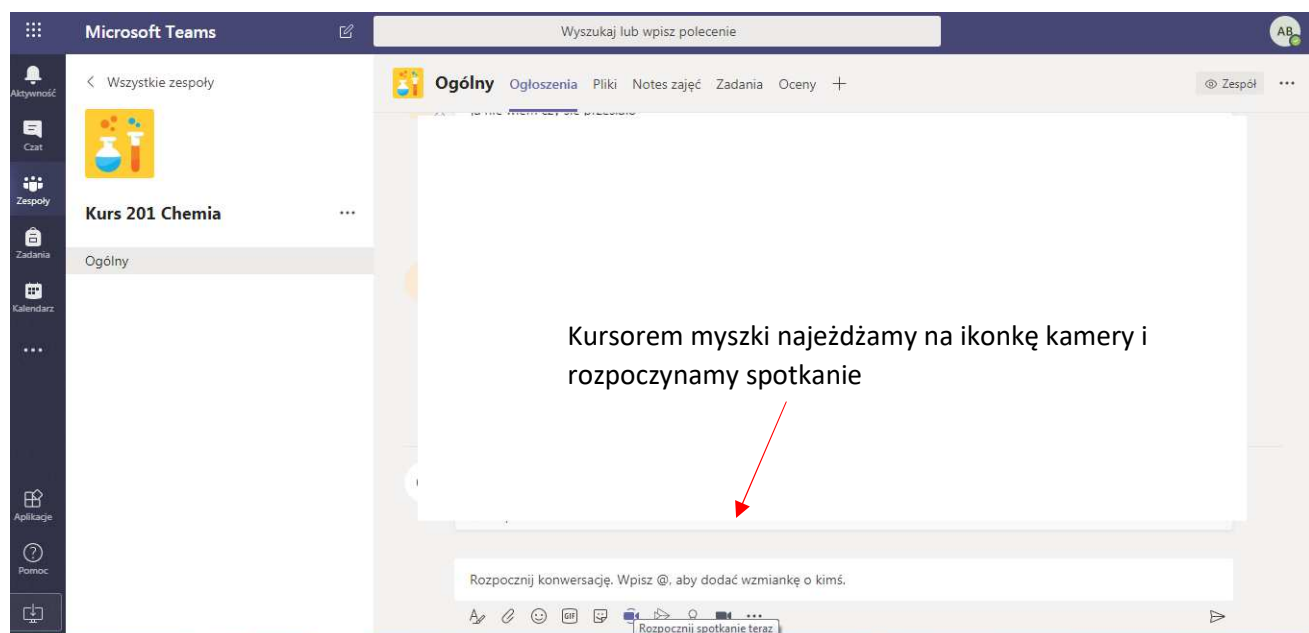 Microsoft Teams
Wyszukaj lub wpisz polecenie
AB
Aktywność
Czat
Zespoły
Zadania
Kalendarz
Aplikacje
Pomoc
< Wszystkie zespoły
Kurs 201 Chemia
Ogólny
Ogólny Ogłoszenia Pliki Notes zajęć Zadania Oceny +
Zespół
Kursorem myszki najeżdżamy na ikonkę kamery i
rozpoczynamy spotkanie
Rozpocznij konwersację. Wpisz @, aby dodać wzmiankę o kimś.
GIF
Rozpocznij spotkanie teraz